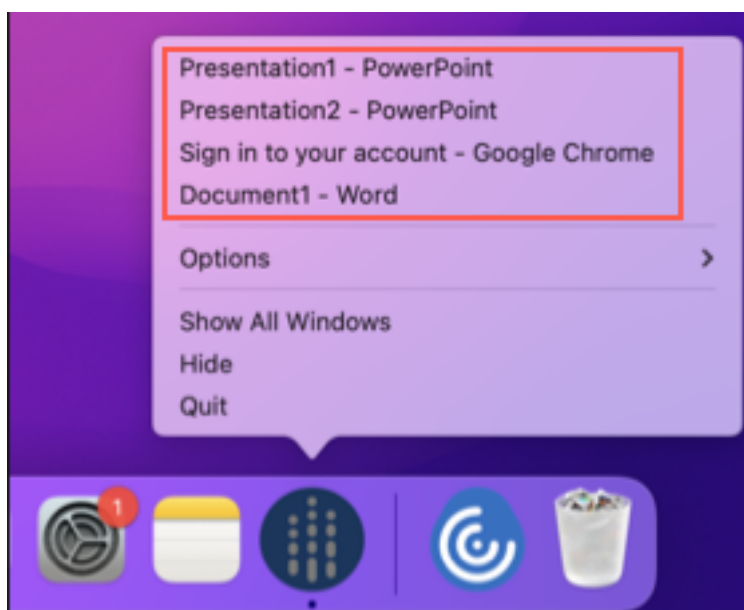 Presentation1 - PowerPoint
Presentation2 - PowerPoint
Sign in to your account - Google Chrome
Document1 - Word
Options
Show All Windows
Hide
Quit
1